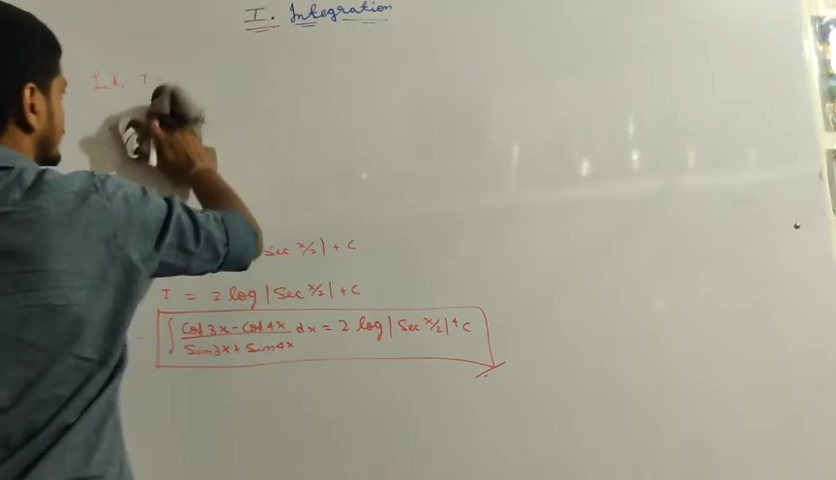 I. Integration
Let, I =
sec x/2| + c
I = 2 log |Sec x/2| + c
∫ (Cos 3x - Cos 4x)/(Sin 3x + Sin 4x) dx = 2 log |Sec x/2| + c